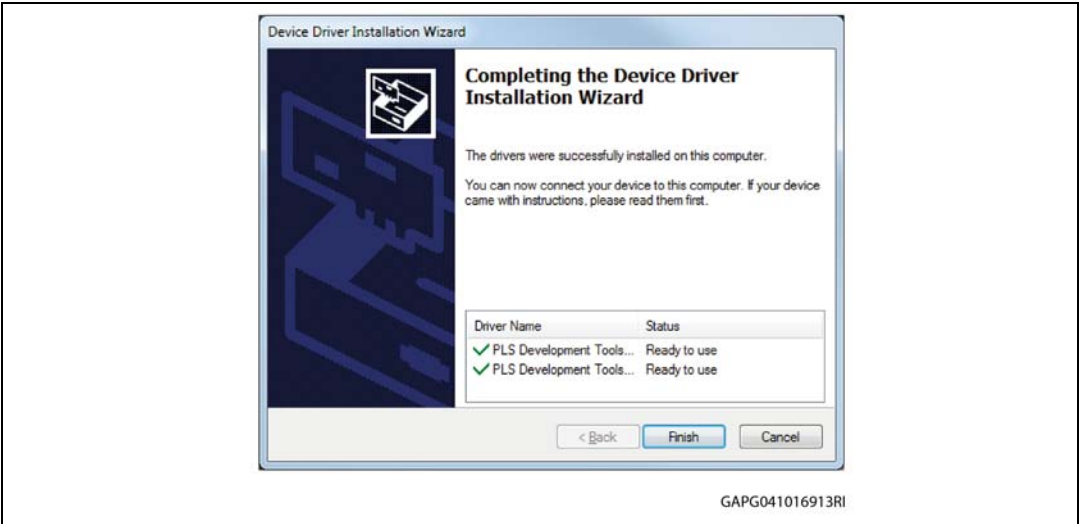 Device Driver Installation Wizard
Completing the Device Driver
Installation Wizard
The drivers were successfully installed on this computer.
You can now connect your device to this computer. If your device
came with instructions, please read them first.
Driver Name Status
PLS Development Tools... Ready to use
PLS Development Tools... Ready to use
< Back Finish Cancel
GAPG041016913RI